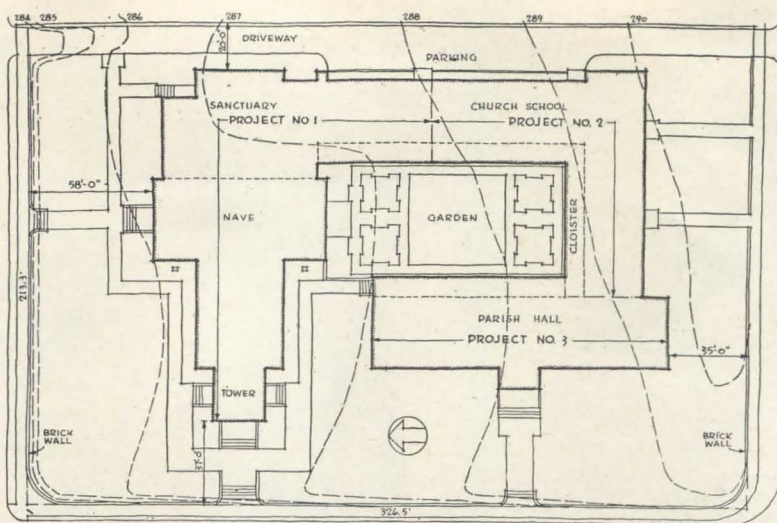 284 285 286 287 288 289 290
20'-0"
DRIVEWAY
PARKING
SANCTUARY
PROJECT NO 1
CHURCH SCHOOL
PROJECT NO. 2
58'-0"
NAVE
GARDEN
CLOISTER
213.3'
PARISH HALL
PROJECT NO. 3
35'-0"
TOWER
BRICK
WALL
37'-0"
BRICK
WALL
326.5'